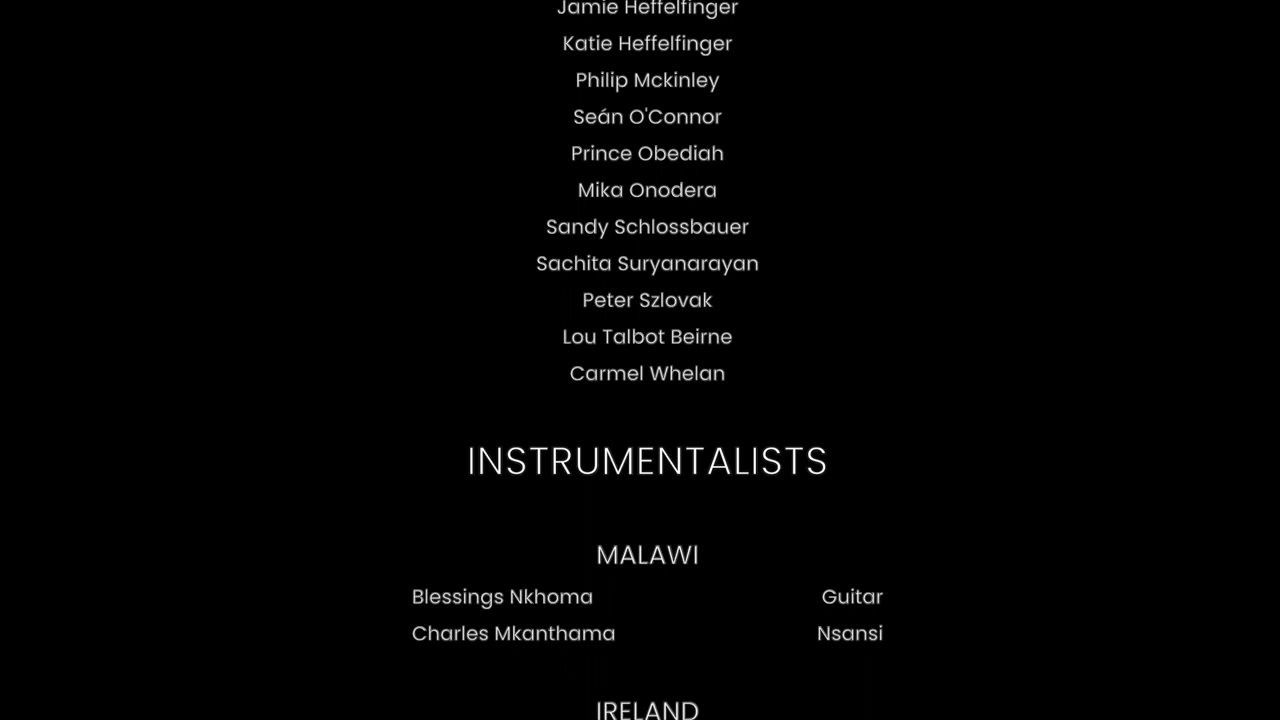 Jamie Heffelfinger
Katie Heffelfinger
Philip Mckinley
Seán O'Connor
Prince Obediah
Mika Onodera
Sandy Schlossbauer
Sachita Suryanarayan
Peter Szlovak
Lou Talbot Beirne
Carmel Whelan
INSTRUMENTALISTS
MALAWI
Blessings Nkhoma Guitar
Charles Mkanthama Nsansi
IRELAND